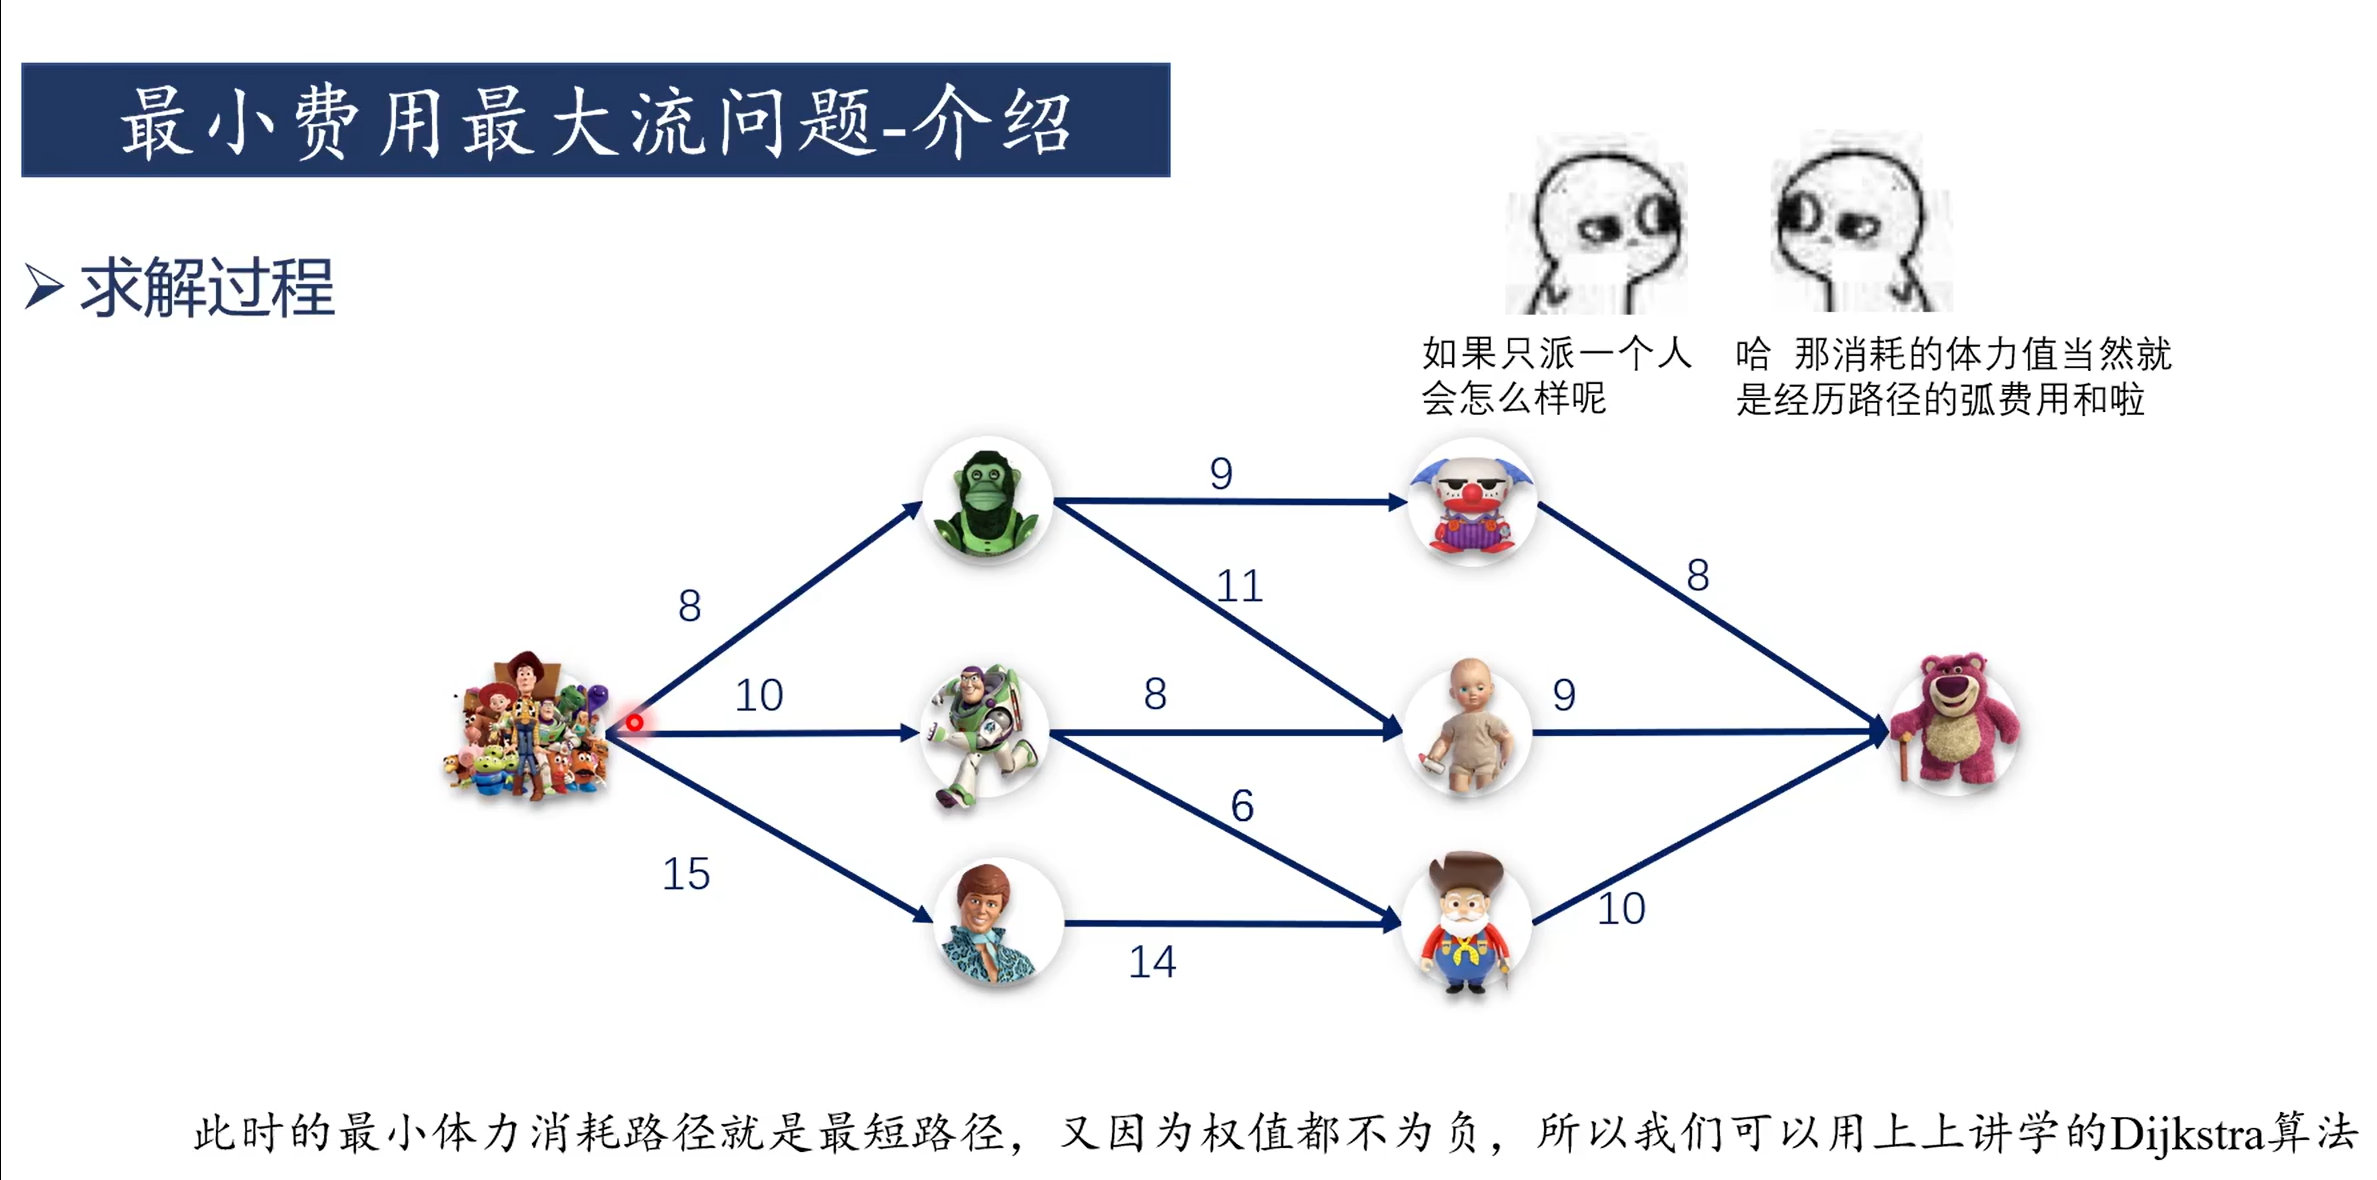 最小费用最大流问题-介绍
求解过程
如果只派一个人
会怎么样呢
哈 那消耗的体力值当然就
是经历路径的弧费用和啦
9
8
11
8
10
8
9
6
15
10
14
此时的最小体力消耗路径就是最短路径，又因为权值都不为负，所以我们可以用上上讲学的Dijkstra算法